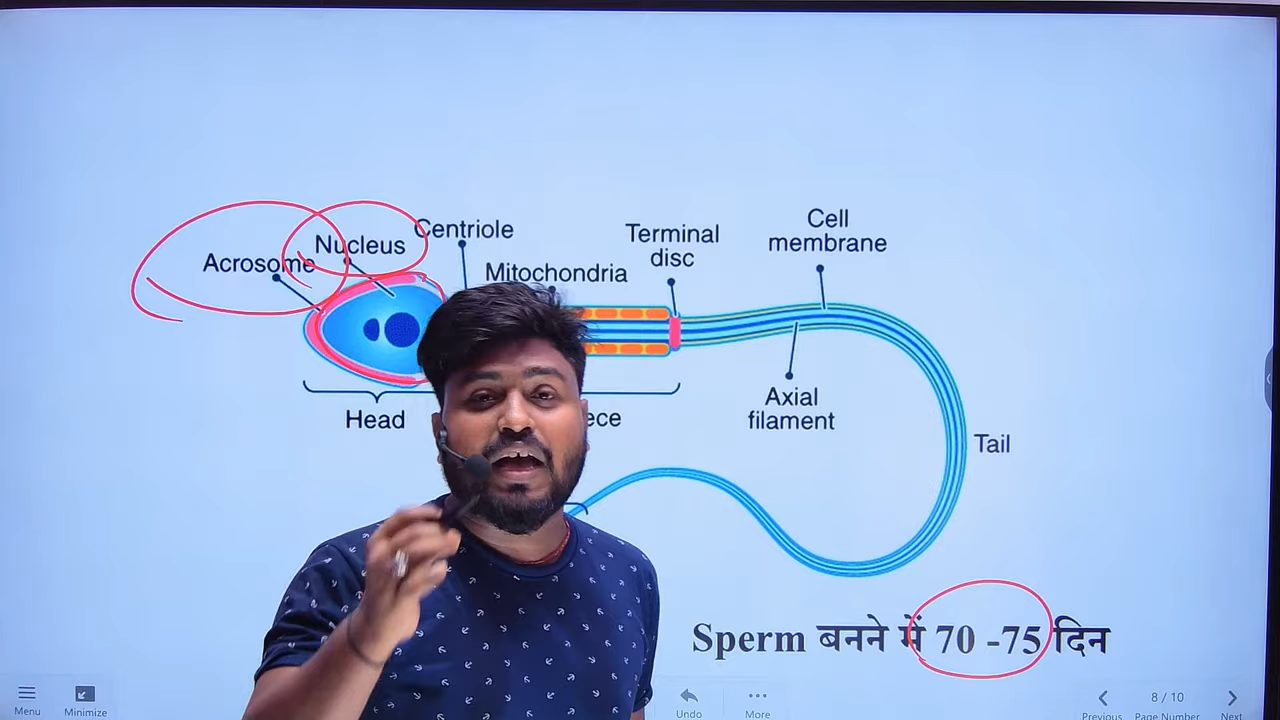 Cell
membrane
Centriole
Terminal
disc
Nucleus
Acrosome
Mitochondria
Axial
filament
Head
ece
Tail
Sperm बनने में 70 -75 दिन
Menu
Minimize
Undo
More
8 / 10
Previous
Page Number
Next